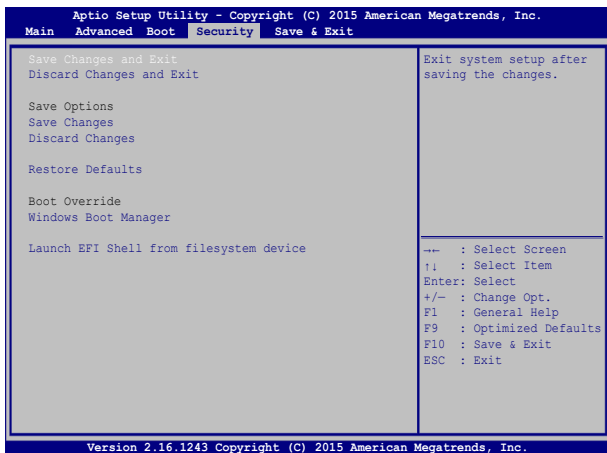 Aptio Setup Utility - Copyright (C) 2015 American Megatrends, Inc.
Main Advanced Boot Security Save & Exit
Save Changes and Exit
Discard Changes and Exit
Save Options
Save Changes
Discard Changes
Restore Defaults
Boot Override
Windows Boot Manager
Launch EFI Shell from filesystem device
Exit system setup after
saving the changes.
→← : Select Screen
↑↓ : Select Item
Enter: Select
+/— : Change Opt.
F1 : General Help
F9 : Optimized Defaults
F10 : Save & Exit
ESC : Exit
Version 2.16.1243 Copyright (C) 2015 American Megatrends, Inc.